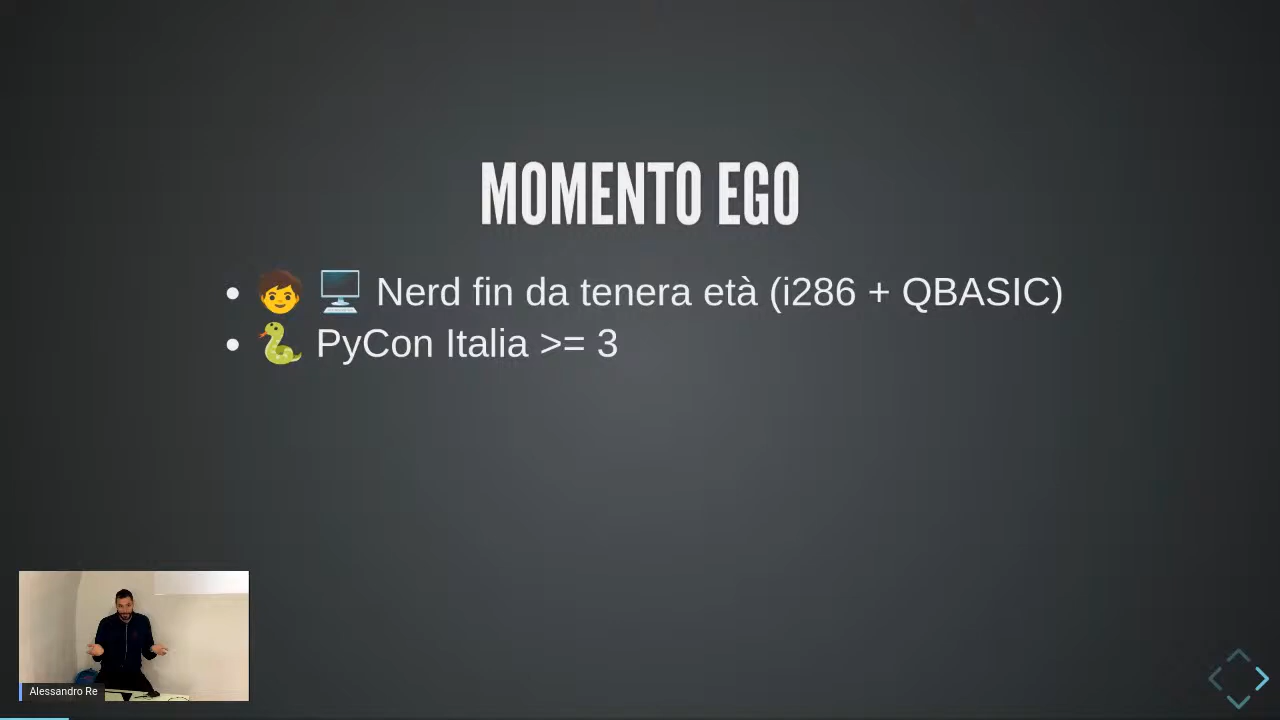 MOMENTO EGO
• 🧒 🖥️ Nerd fin da tenera età (i286 + QBASIC)
• 🐍 PyCon Italia >= 3
Alessandro Re